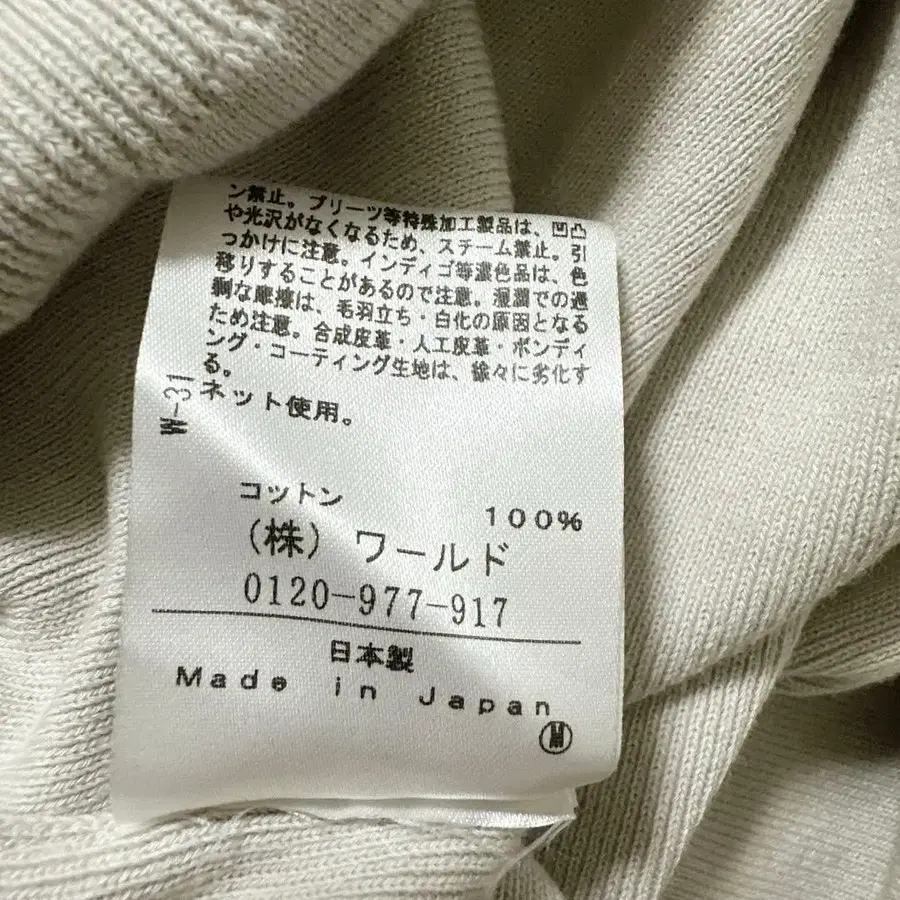 ン禁止。プリーツ等特殊加工製品は、凹凸
や光沢がなくなるため、スチーム禁止。引
っかけに注意。インディゴ等濃色品は、色
移りすることがあるので注意。湿潤での過
剰な摩擦は、毛羽立ち・白化の原因となる
ため注意。合成皮革・人工皮革・ボンディ
ング・コーティング生地は、徐々に劣化す
る。
ネット使用。
W-31
コットン 100%
(株) ワールド
0120-977-917
日本製
Made in Japan
M